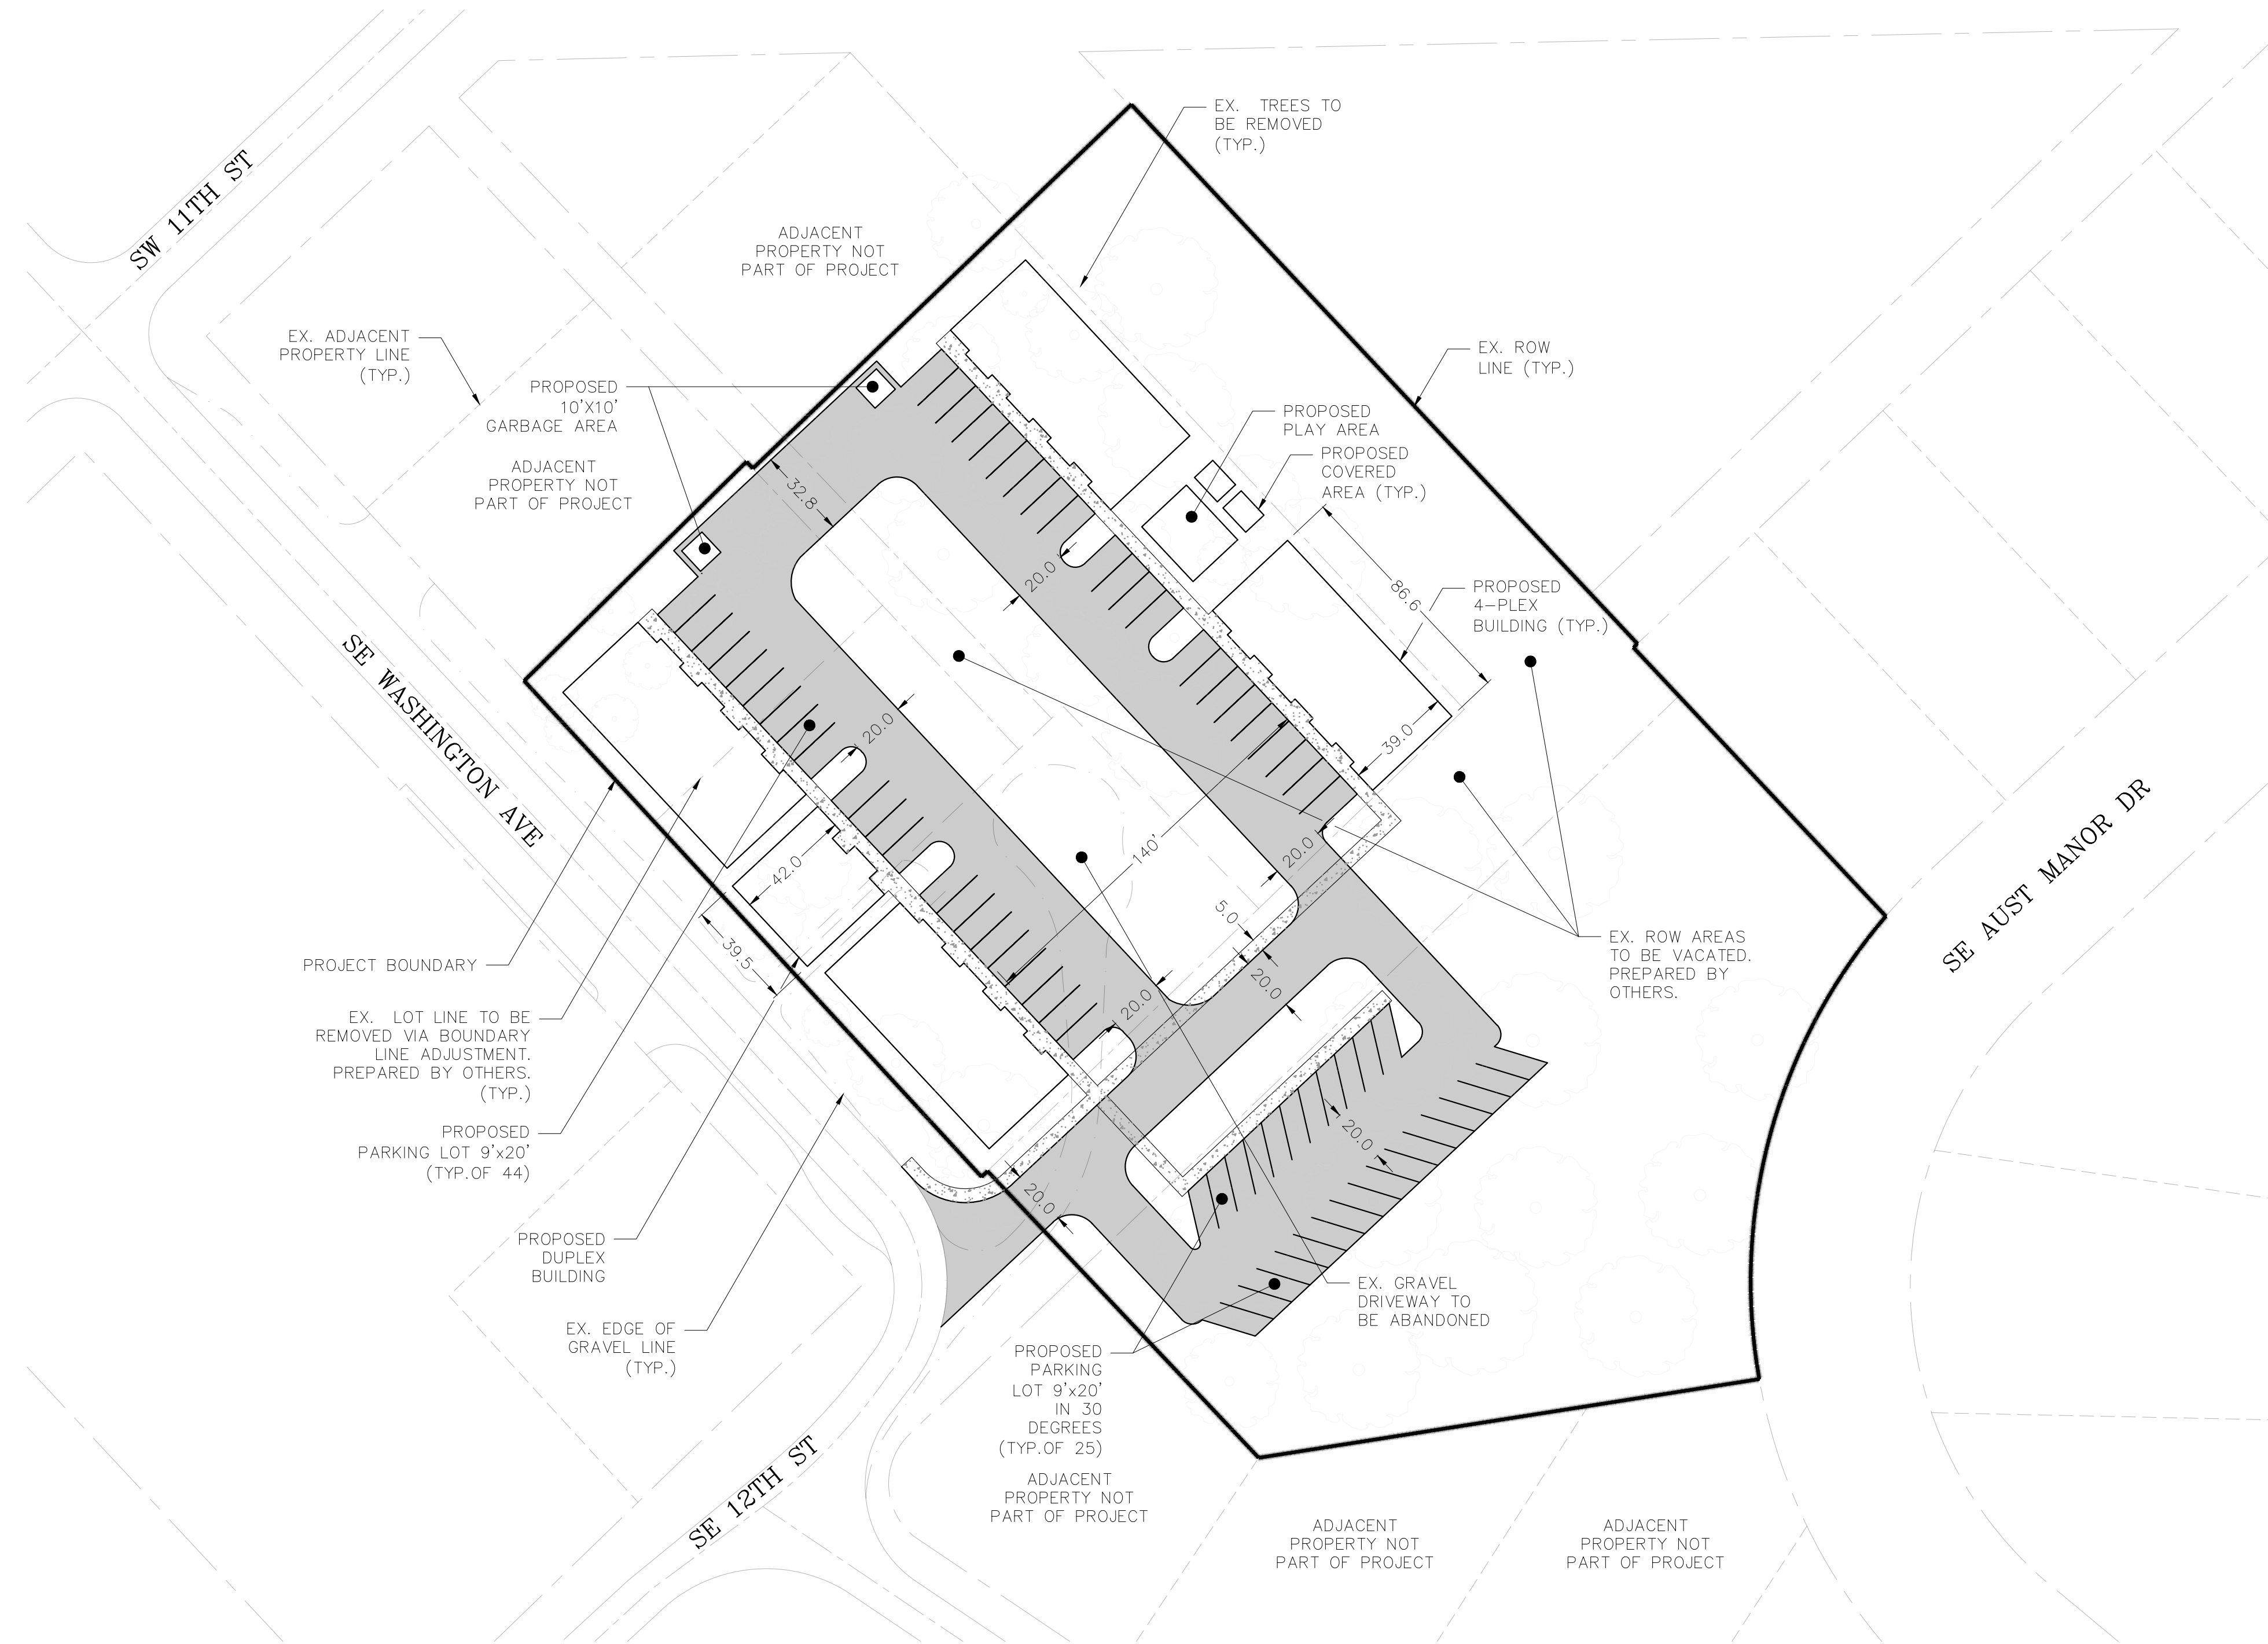 EX.  TREES TO
BE REMOVED
(TYP.)
SW 11TH ST
ADJACENT
PROPERTY NOT
PART OF PROJECT
EX. ADJACENT
PROPERTY LINE
(TYP.)
EX. ROW
LINE (TYP.)
PROPOSED
10'X10'
GARBAGE AREA
PROPOSED
PLAY AREA
PROPOSED
COVERED
AREA (TYP.)
ADJACENT
PROPERTY NOT
PART OF PROJECT
32.8
20.0
86.6
PROPOSED
4-PLEX
BUILDING (TYP.)
SE WASHINGTON AVE
20.0
39.0
140'
20.0
42.0
5.0
39.5
20.0
20.0
SE AUST MANOR DR
PROJECT BOUNDARY
EX. ROW AREAS
TO BE VACATED.
PREPARED BY
OTHERS.
EX.  LOT LINE TO BE
REMOVED VIA BOUNDARY
LINE ADJUSTMENT.
PREPARED BY OTHERS.
(TYP.)
PROPOSED
PARKING LOT 9'x20'
(TYP.OF 44)
20.0
20.0
PROPOSED
DUPLEX
BUILDING
EX. EDGE OF
GRAVEL LINE
(TYP.)
EX. GRAVEL
DRIVEWAY TO
BE ABANDONED
PROPOSED
PARKING
LOT 9'x20'
IN 30
DEGREES
(TYP.OF 25)
SE 12TH ST
ADJACENT
PROPERTY NOT
PART OF PROJECT
ADJACENT
PROPERTY NOT
PART OF PROJECT
ADJACENT
PROPERTY NOT
PART OF PROJECT